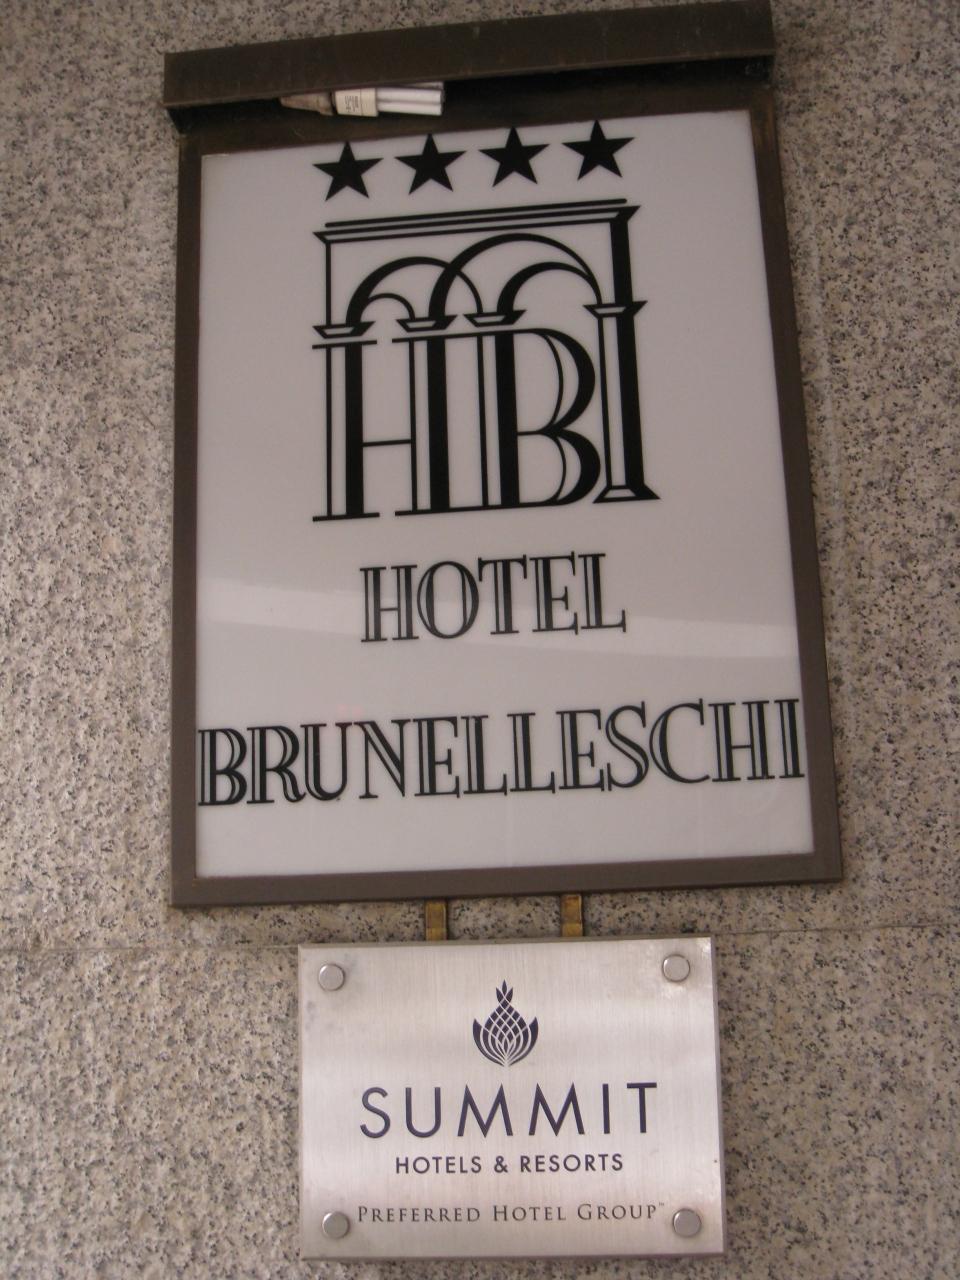 HB
HOTEL
BRUNELLESCHI
SUMMIT
HOTELS & RESORTS
PREFERRED HOTEL GROUP™